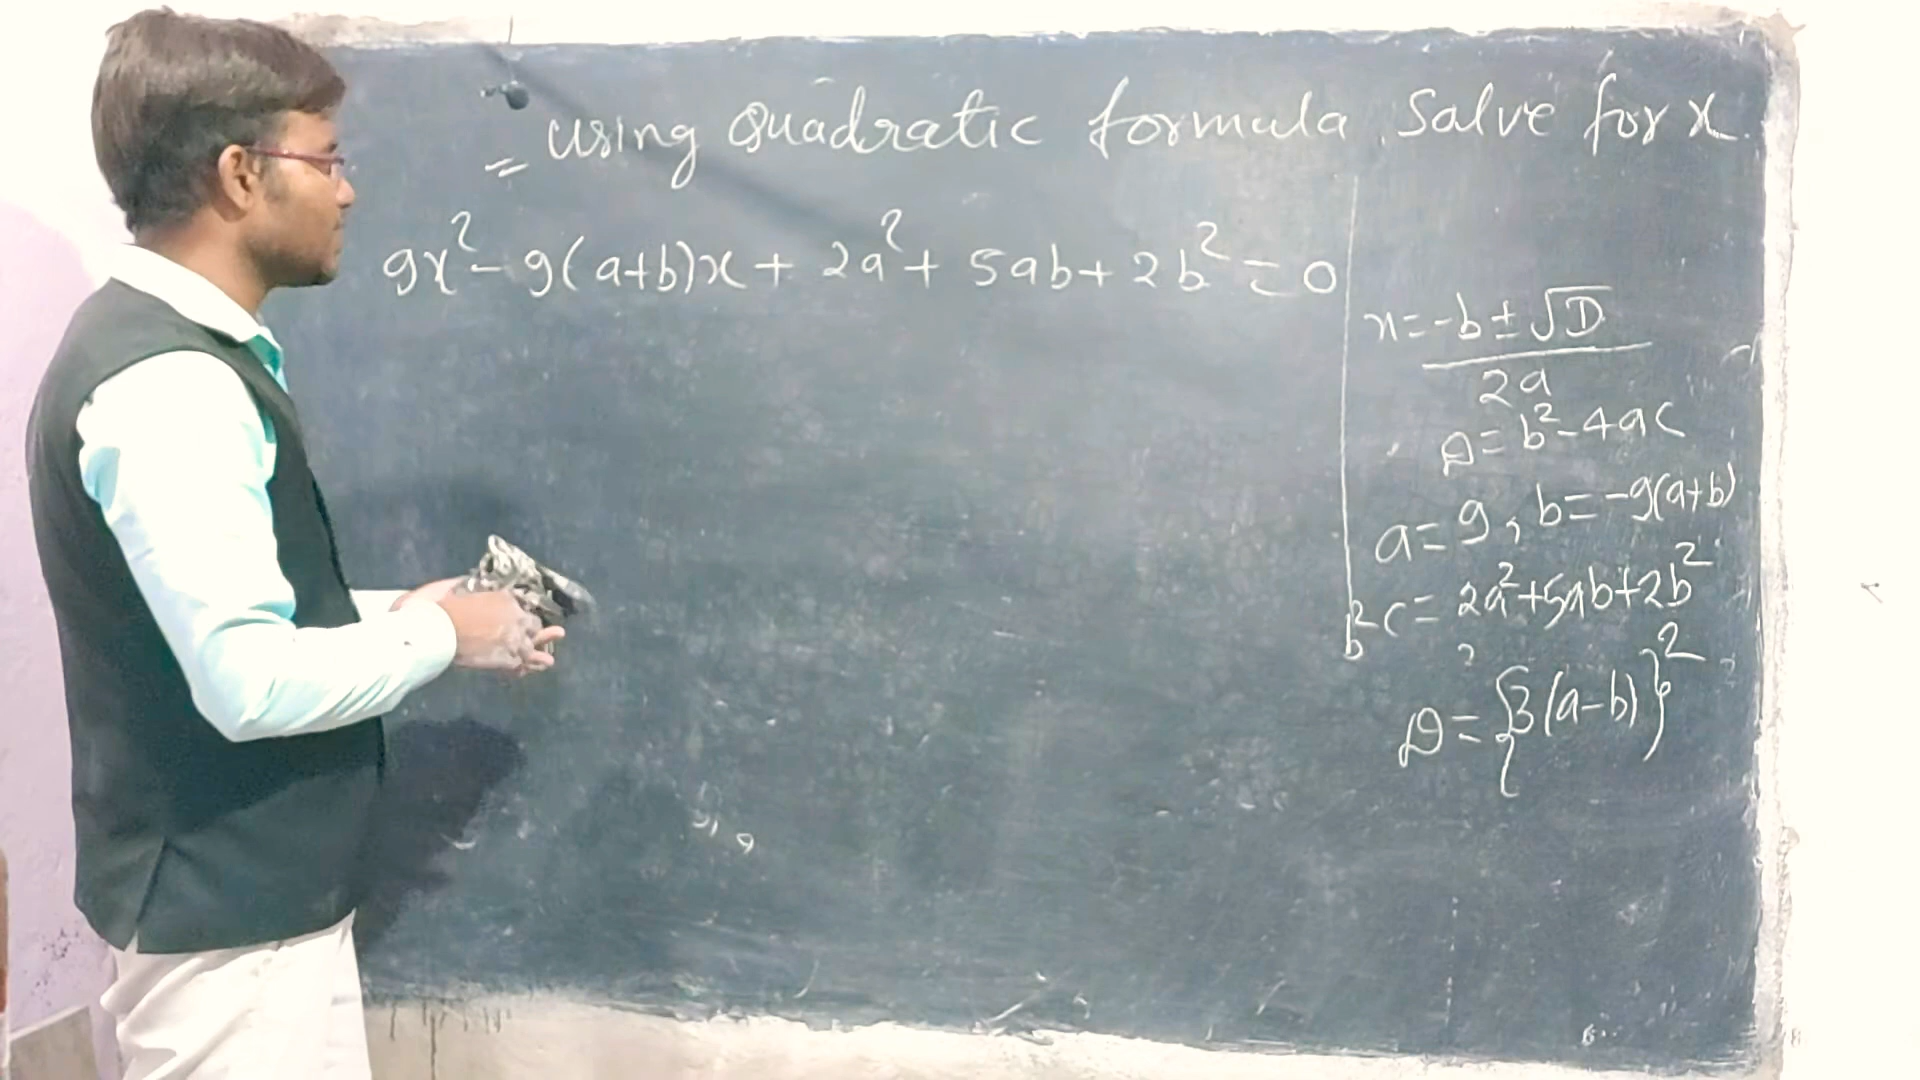 = using Quadratic formula, Salve for x.
9x² - 9(a+b)x + 2a² + 5ab + 2b² = 0
x = -b ± √D
2a
D = b² - 4ac
a = 9, b = -9(a+b)
b² c = 2a² + 5ab + 2b²
D = {3(a-b)}²